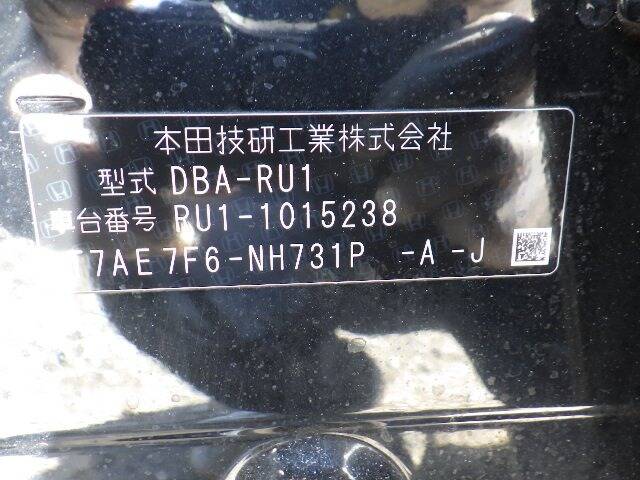 本田技研工業株式会社
型式 DBA-RU1
車台番号 RU1-1015238
T7AE7F6-NH731P -A -J